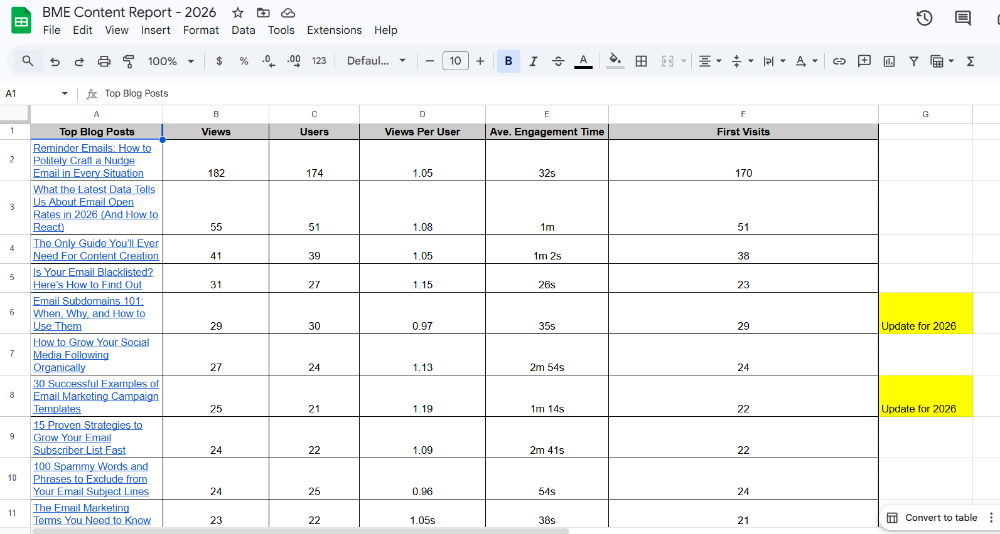 BME Content Report - 2026
File Edit View Insert Format Data Tools Extensions Help
100% $ % .0 .00 123 Defaul... 10 B I A
A1 fx Top Blog Posts
A B C D E F G
1 Top Blog Posts Views Users Views Per User Ave. Engagement Time First Visits
Reminder Emails: How to
2 Politely Craft a Nudge
Email in Every Situation 182 174 1.05 32s 170
What the Latest Data Tells
Us About Email Open
3 Rates in 2026 (And How to
React) 55 51 1.08 1m 51
4 The Only Guide You'll Ever
Need For Content Creation 41 39 1.05 1m 2s 38
5 Is Your Email Blacklisted?
Here's How to Find Out 31 27 1.15 26s 23
Email Subdomains 101:
6 When, Why, and How to
Use Them 29 30 0.97 35s 29 Update for 2026
How to Grow Your Social
7 Media Following
Organically 27 24 1.13 2m 54s 24
30 Successful Examples of
8 Email Marketing Campaign
Templates 25 21 1.19 1m 14s 22 Update for 2026
15 Proven Strategies to
9 Grow Your Email
Subscriber List Fast 24 22 1.09 2m 41s 22
100 Spammy Words and
10 Phrases to Exclude from
Your Email Subject Lines 24 25 0.96 54s 24
11 The Email Marketing
Terms You Need to Know 23 22 1.05s 38s 21
Convert to table